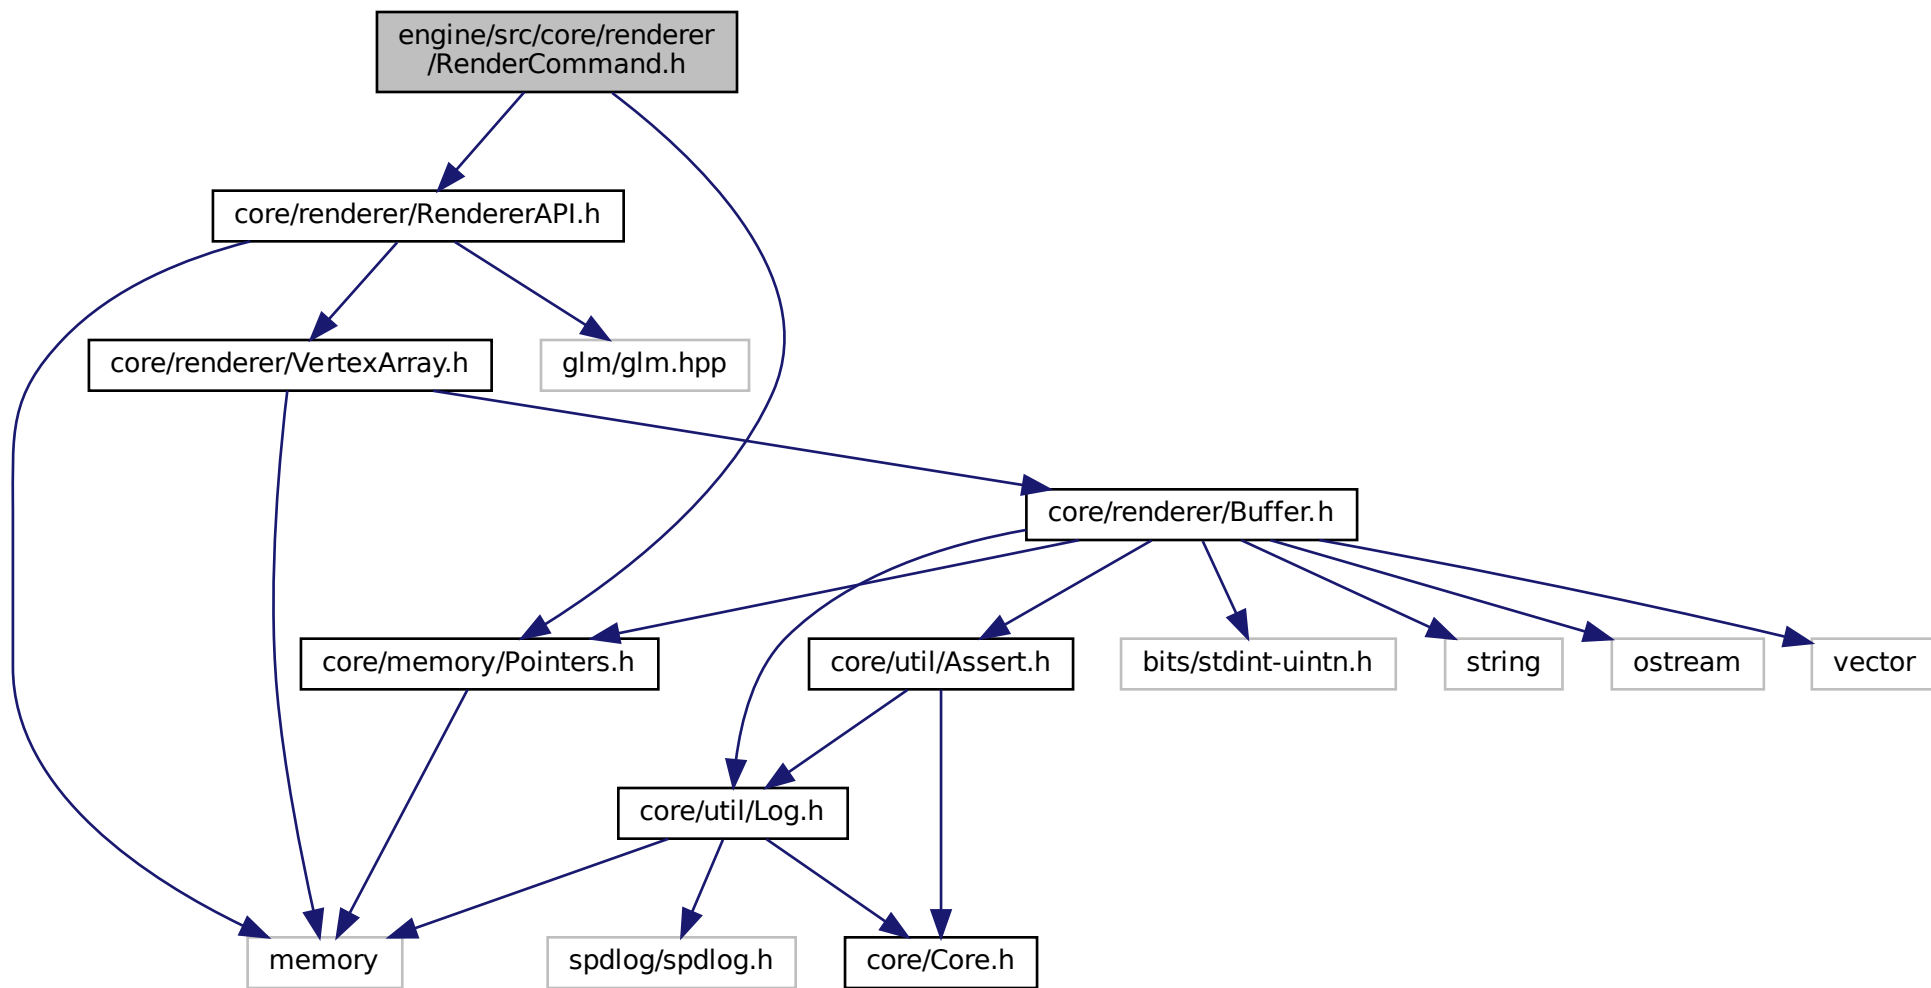 engine/src/core/renderer
/RenderCommand.h
core/renderer/RendererAPI.h
core/renderer/VertexArray.h
glm/glm.hpp
core/renderer/Buffer.h
core/memory/Pointers.h
core/util/Assert.h
bits/stdint-uintn.h
string
ostream
vector
core/util/Log.h
memory
spdlog/spdlog.h
core/Core.h